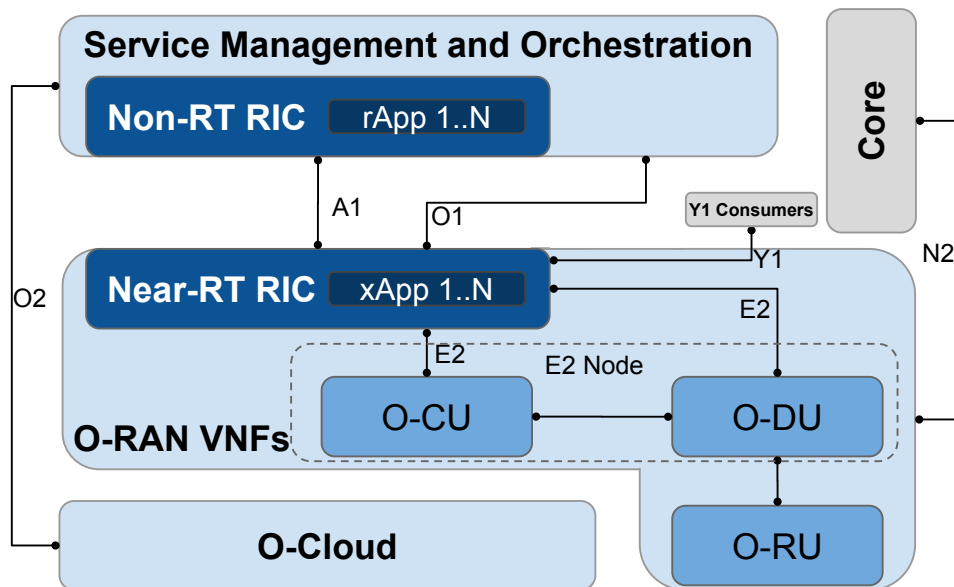 Service Management and Orchestration
Non-RT RIC
rApp 1..N
Core
A1
O1
Y1 Consumers
O2
Y1
N2
Near-RT RIC
xApp 1..N
E2
E2
E2 Node
O-CU
O-DU
O-RAN VNFs
O-Cloud
O-RU